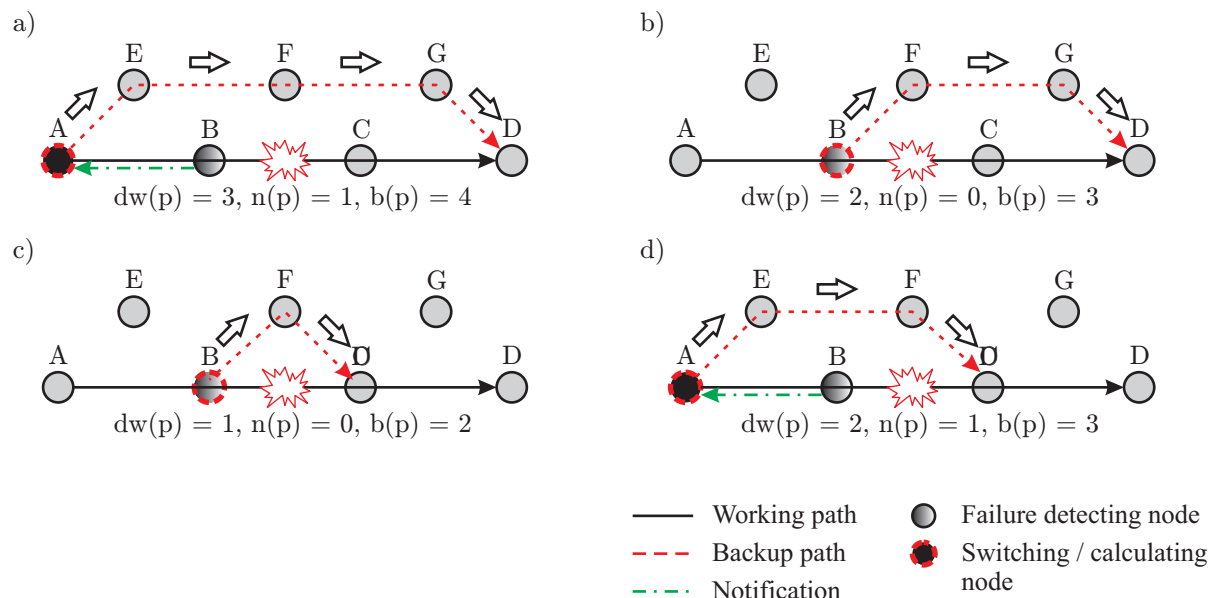 a)
E F G
A B C D
dw(p) = 3, n(p) = 1, b(p) = 4
b)
E F G
A B C D
dw(p) = 2, n(p) = 0, b(p) = 3
c)
E F G
A B C D
dw(p) = 1, n(p) = 0, b(p) = 2
d)
E F G
A B C D
dw(p) = 2, n(p) = 1, b(p) = 3
Working path
Backup path
Notification
Failure detecting node
Switching / calculating
node